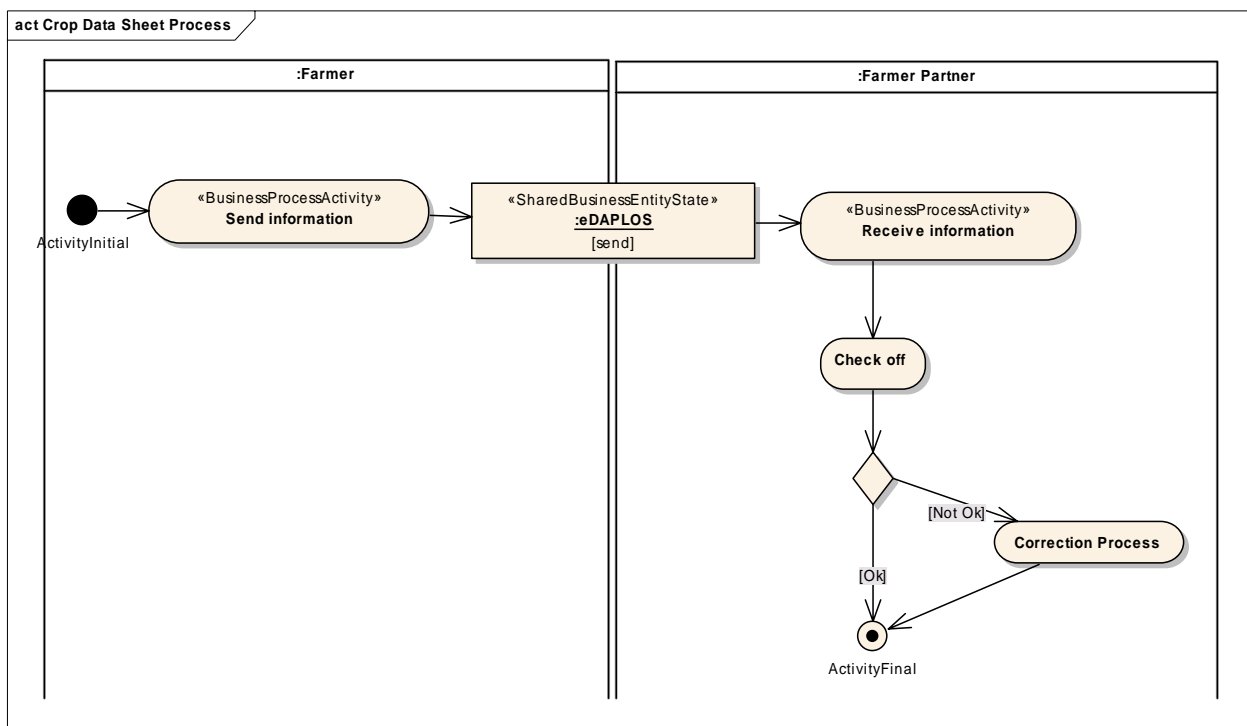 act Crop Data Sheet Process
:Farmer
:Farmer Partner
«BusinessProcessActivity»
Send information
«SharedBusinessEntityState»
:eDAPLOS
[send]
«BusinessProcessActivity»
Receive information
ActivityInitial
Check off
[Not Ok]
Correction Process
[Ok]
ActivityFinal